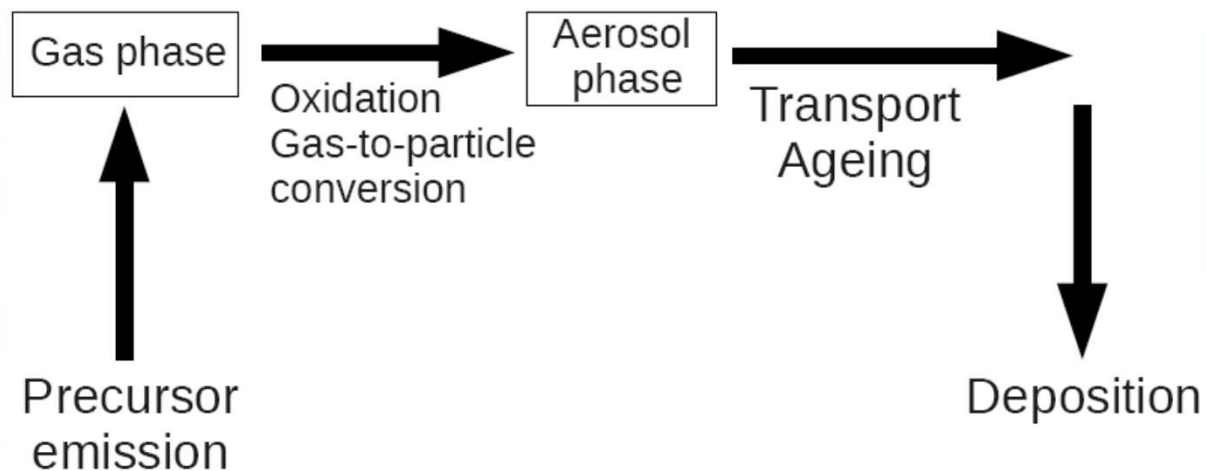 Gas phase
Oxidation
Gas-to-particle
conversion
Aerosol
phase
Transport
Ageing
Precursor
emission
Deposition